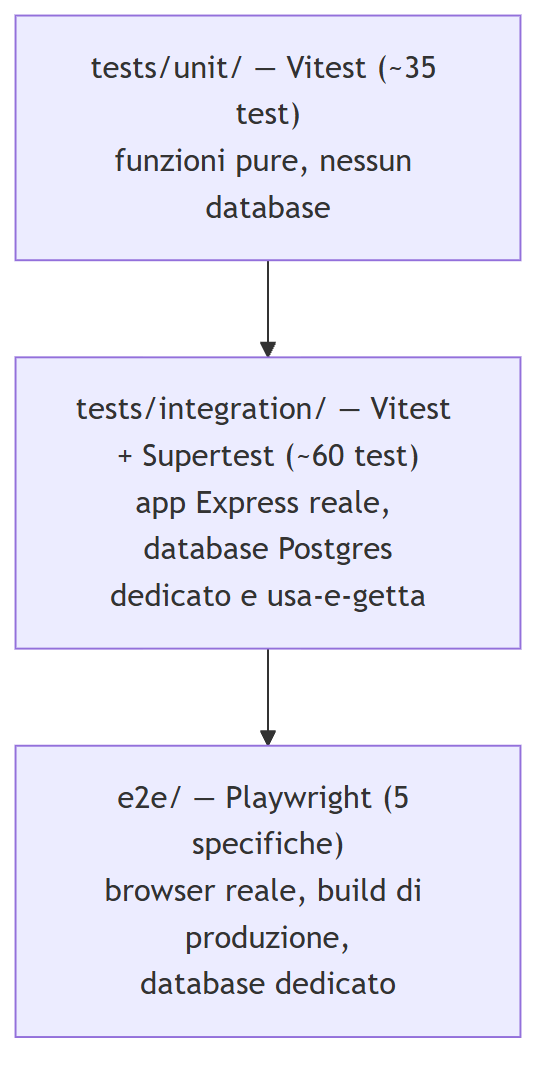 tests/unit/ — Vitest (~35
test)
funzioni pure, nessun
database
tests/integration/ — Vitest
+ Supertest (~60 test)
app Express reale,
database Postgres
dedicato e usa-e-getta
e2e/ — Playwright (5
specifiche)
browser reale, build di
produzione,
database dedicato